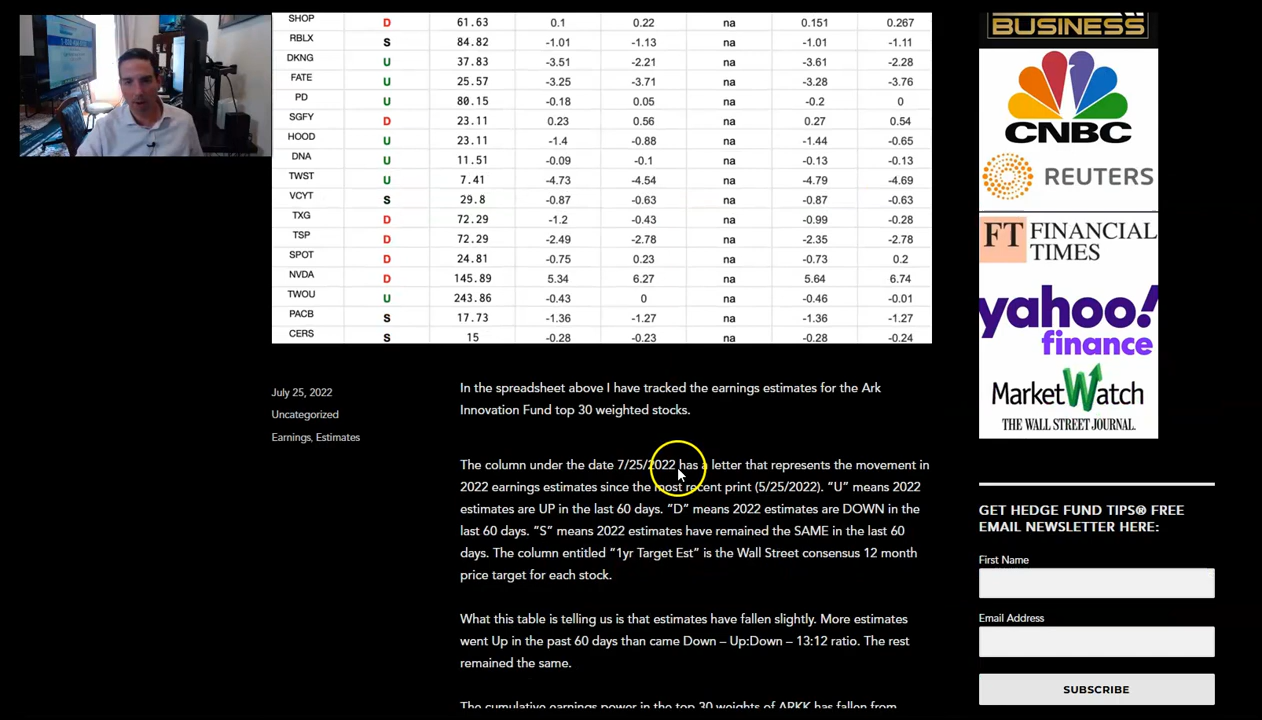 SHOP D 61.63 0.1 0.22 na 0.151 0.267
RBLX S 84.82 -1.01 -1.13 na -1.01 -1.11
DKNG U 37.83 -3.51 -2.21 na -3.61 -2.28
FATE U 25.57 -3.25 -3.71 na -3.28 -3.76
PD U 80.15 -0.18 0.05 na -0.2 0
SGFY D 23.11 0.23 0.56 na 0.27 0.54
HOOD U 23.11 -1.4 -0.88 na -1.44 -0.65
DNA U 11.51 -0.09 -0.1 na -0.13 -0.13
TWST U 7.41 -4.73 -4.54 na -4.79 -4.69
VCYT S 29.8 -0.87 -0.63 na -0.87 -0.63
TXG D 72.29 -1.2 -0.43 na -0.99 -0.28
TSP D 72.29 -2.49 -2.78 na -2.35 -2.78
SPOT D 24.81 -0.75 0.23 na -0.73 0.2
NVDA D 145.89 5.34 6.27 na 5.64 6.74
TWOU U 243.86 -0.43 0 na -0.46 -0.01
PACB S 17.73 -1.36 -1.27 na -1.36 -1.27
CERS S 15 -0.28 -0.23 na -0.28 -0.24
July 25, 2022
Uncategorized
Earnings, Estimates
In the spreadsheet above I have tracked the earnings estimates for the Ark
Innovation Fund top 30 weighted stocks.
The column under the date 7/25/2022 has a letter that represents the movement in
2022 earnings estimates since the most recent print (5/25/2022). “U” means 2022
estimates are UP in the last 60 days. “D” means 2022 estimates are DOWN in the
last 60 days. “S” means 2022 estimates have remained the SAME in the last 60
days. The column entitled “1yr Target Est” is the Wall Street consensus 12 month
price target for each stock.
What this table is telling us is that estimates have fallen slightly. More estimates
went Up in the past 60 days than came Down – Up:Down – 13:12 ratio. The rest
remained the same.
The cumulative earnings power in the top 30 weights of ARKK has fallen from
BUSINESS
CNBC
REUTERS
FT FINANCIAL
TIMES
yahoo!
finance
MarketWatch
THE WALL STREET JOURNAL.
GET HEDGE FUND TIPS® FREE
EMAIL NEWSLETTER HERE:
First Name
Email Address
SUBSCRIBE